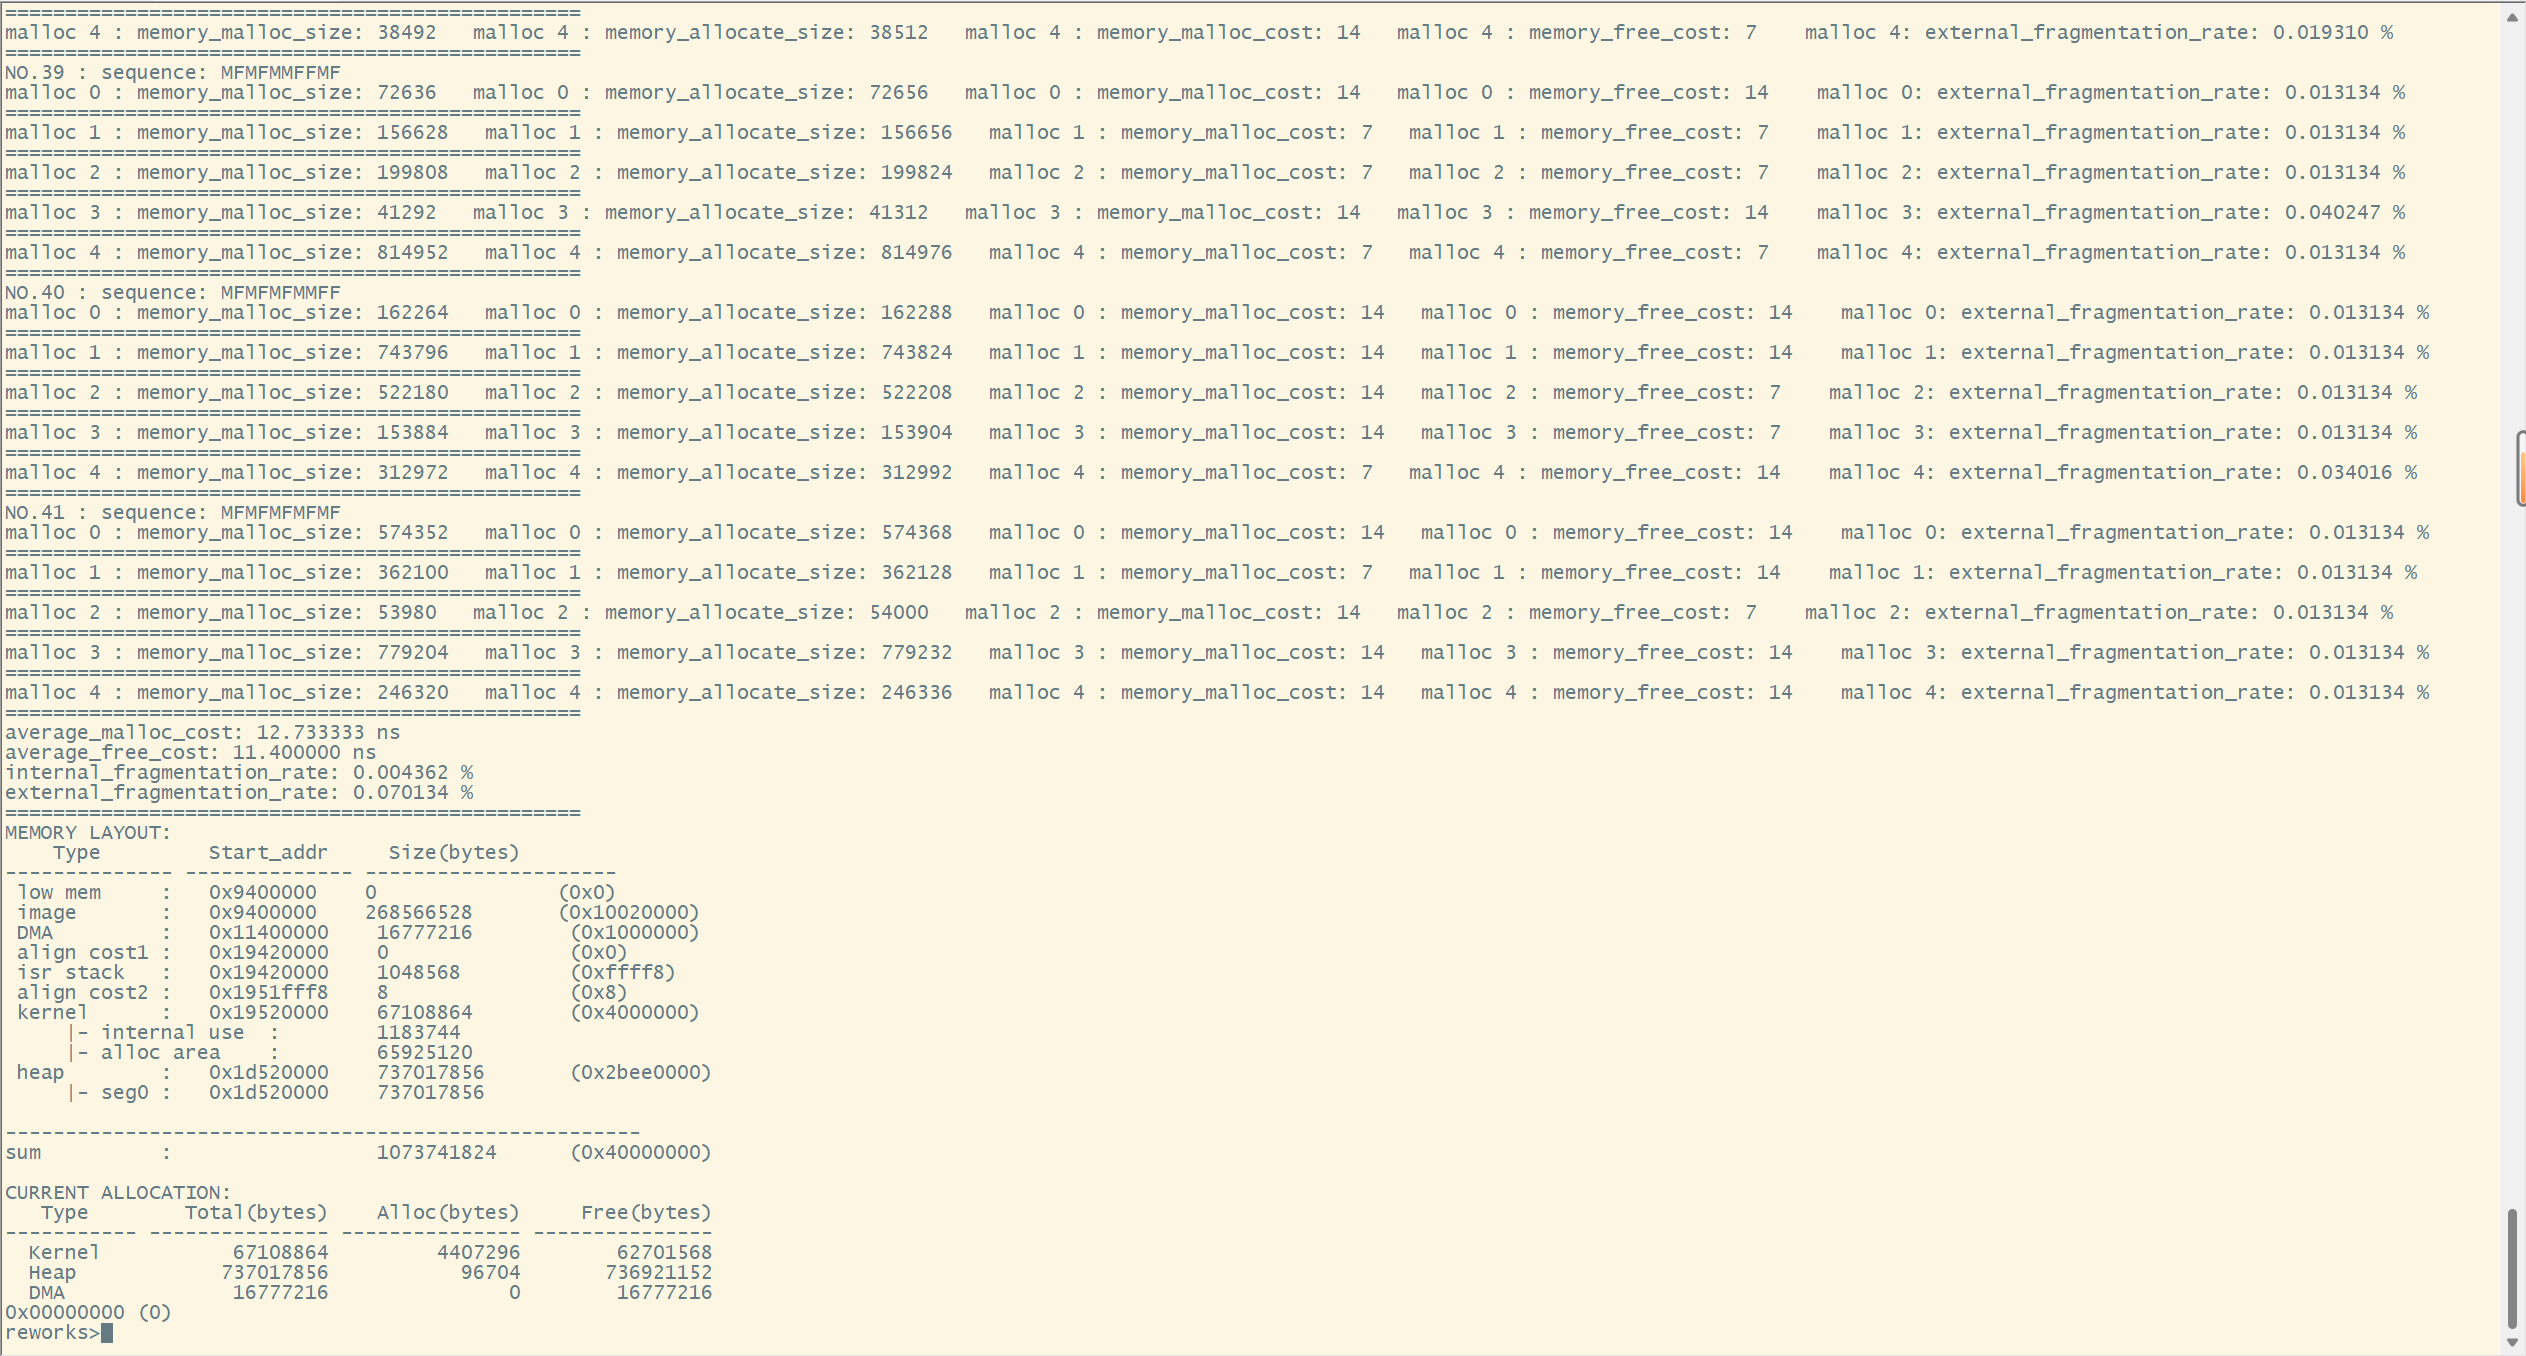 ================================================
malloc 4 : memory_malloc_size: 38492   malloc 4 : memory_allocate_size: 38512   malloc 4 : memory_malloc_cost: 14   malloc 4 : memory_free_cost: 7    malloc 4: external_fragmentation_rate: 0.019310 %
================================================
NO.39 : sequence: MFMFMMFFMF
malloc 0 : memory_malloc_size: 72636   malloc 0 : memory_allocate_size: 72656   malloc 0 : memory_malloc_cost: 14   malloc 0 : memory_free_cost: 14    malloc 0: external_fragmentation_rate: 0.013134 %
================================================
malloc 1 : memory_malloc_size: 156628   malloc 1 : memory_allocate_size: 156656   malloc 1 : memory_malloc_cost: 7   malloc 1 : memory_free_cost: 7    malloc 1: external_fragmentation_rate: 0.013134 %
================================================
malloc 2 : memory_malloc_size: 199808   malloc 2 : memory_allocate_size: 199824   malloc 2 : memory_malloc_cost: 7   malloc 2 : memory_free_cost: 7    malloc 2: external_fragmentation_rate: 0.013134 %
================================================
malloc 3 : memory_malloc_size: 41292   malloc 3 : memory_allocate_size: 41312   malloc 3 : memory_malloc_cost: 14   malloc 3 : memory_free_cost: 14    malloc 3: external_fragmentation_rate: 0.040247 %
================================================
malloc 4 : memory_malloc_size: 814952   malloc 4 : memory_allocate_size: 814976   malloc 4 : memory_malloc_cost: 7   malloc 4 : memory_free_cost: 7    malloc 4: external_fragmentation_rate: 0.013134 %
================================================
NO.40 : sequence: MFMFMFMMFF
malloc 0 : memory_malloc_size: 162264   malloc 0 : memory_allocate_size: 162288   malloc 0 : memory_malloc_cost: 14   malloc 0 : memory_free_cost: 14    malloc 0: external_fragmentation_rate: 0.013134 %
================================================
malloc 1 : memory_malloc_size: 743796   malloc 1 : memory_allocate_size: 743824   malloc 1 : memory_malloc_cost: 14   malloc 1 : memory_free_cost: 14    malloc 1: external_fragmentation_rate: 0.013134 %
================================================
malloc 2 : memory_malloc_size: 522180   malloc 2 : memory_allocate_size: 522208   malloc 2 : memory_malloc_cost: 14   malloc 2 : memory_free_cost: 7    malloc 2: external_fragmentation_rate: 0.013134 %
================================================
malloc 3 : memory_malloc_size: 153884   malloc 3 : memory_allocate_size: 153904   malloc 3 : memory_malloc_cost: 14   malloc 3 : memory_free_cost: 7    malloc 3: external_fragmentation_rate: 0.013134 %
================================================
malloc 4 : memory_malloc_size: 312972   malloc 4 : memory_allocate_size: 312992   malloc 4 : memory_malloc_cost: 7   malloc 4 : memory_free_cost: 14    malloc 4: external_fragmentation_rate: 0.034016 %
================================================
NO.41 : sequence: MFMFMFMFMF
malloc 0 : memory_malloc_size: 574352   malloc 0 : memory_allocate_size: 574368   malloc 0 : memory_malloc_cost: 14   malloc 0 : memory_free_cost: 14    malloc 0: external_fragmentation_rate: 0.013134 %
================================================
malloc 1 : memory_malloc_size: 362100   malloc 1 : memory_allocate_size: 362128   malloc 1 : memory_malloc_cost: 7   malloc 1 : memory_free_cost: 14    malloc 1: external_fragmentation_rate: 0.013134 %
================================================
malloc 2 : memory_malloc_size: 53980   malloc 2 : memory_allocate_size: 54000   malloc 2 : memory_malloc_cost: 14   malloc 2 : memory_free_cost: 7    malloc 2: external_fragmentation_rate: 0.013134 %
================================================
malloc 3 : memory_malloc_size: 779204   malloc 3 : memory_allocate_size: 779232   malloc 3 : memory_malloc_cost: 14   malloc 3 : memory_free_cost: 14    malloc 3: external_fragmentation_rate: 0.013134 %
================================================
malloc 4 : memory_malloc_size: 246320   malloc 4 : memory_allocate_size: 246336   malloc 4 : memory_malloc_cost: 14   malloc 4 : memory_free_cost: 14    malloc 4: external_fragmentation_rate: 0.013134 %
================================================
average_malloc_cost: 12.733333 ns
average_free_cost: 11.400000 ns
internal_fragmentation_rate: 0.004362 %
external_fragmentation_rate: 0.070134 %
================================================
MEMORY LAYOUT:
    Type         Start_addr     Size(bytes)
-------------- -------------- ---------------------
 low mem     :   0x9400000    0               (0x0)
 image       :   0x9400000    268566528       (0x10020000)
 DMA         :   0x11400000    16777216        (0x1000000)
 align cost1 :   0x19420000    0               (0x0)
 isr stack   :   0x19420000    1048568         (0xffff8)
 align cost2 :   0x1951fff8    8               (0x8)
 kernel      :   0x19520000    67108864        (0x4000000)
     |- internal use  :        1183744
     |- alloc area    :        65925120
 heap        :   0x1d520000    737017856       (0x2bee0000)
     |- seg0 :   0x1d520000    737017856

-----------------------------------------------------
sum          :                 1073741824      (0x40000000)

CURRENT ALLOCATION:
   Type        Total(bytes)    Alloc(bytes)     Free(bytes)
----------- --------------- --------------- ---------------
  Kernel           67108864         4407296        62701568
  Heap            737017856           96704       736921152
  DMA              16777216               0        16777216
0x00000000 (0)
reworks>